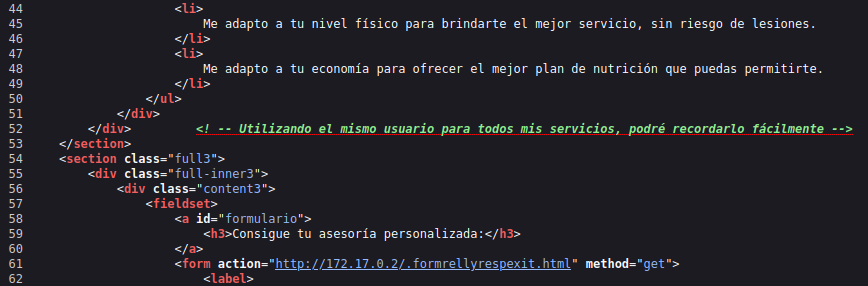 44 <li>
45 Me adapto a tu nivel físico para brindarte el mejor servicio, sin riesgo de lesiones.
46 </li>
47 <li>
48 Me adapto a tu economía para ofrecer el mejor plan de nutrición que puedas permitirte.
49 </li>
50 </ul>
51 </div>
52 </div> <! -- Utilizando el mismo usuario para todos mis servicios, podré recordarlo fácilmente -->
53 </section>
54 <section class="full3">
55 <div class="full-inner3">
56 <div class="content3">
57 <fieldset>
58 <a id="formulario">
59 <h3>Consigue tu asesoría personalizada:</h3>
60 </a>
61 <form action="http://172.17.0.2/.formrellyrespexit.html" method="get">
62 <label>